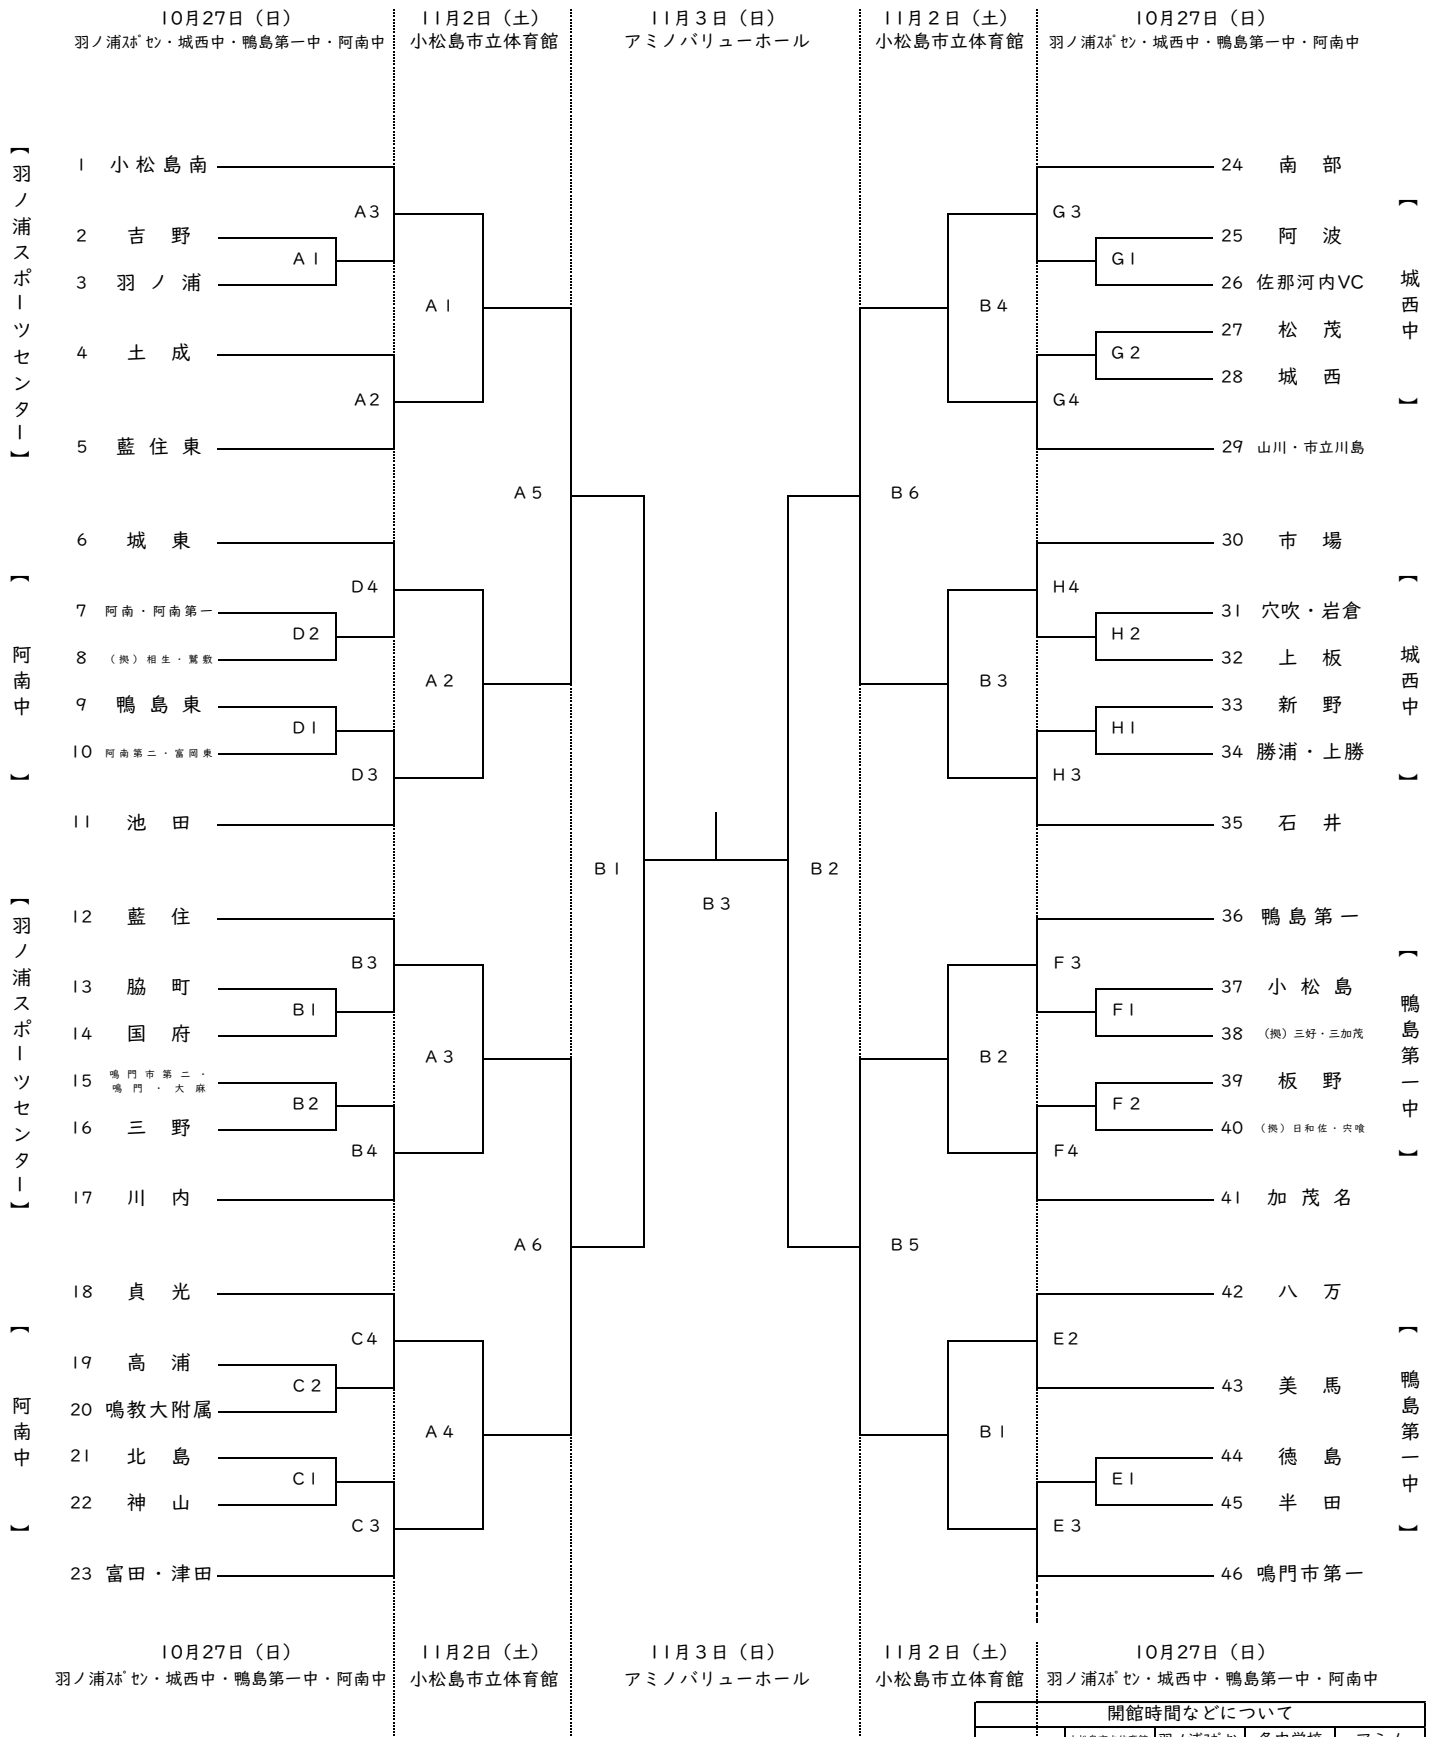 10月27日（日）
羽ノ浦ｽﾎﾟｾﾝ・城西中・鴨島第一中・阿南中
11月2日（土）
小松島市立体育館
11月3日（日）
アミノバリューホール
11月2日（土）
小松島市立体育館
10月27日（日）
羽ノ浦ｽﾎﾟｾﾝ・城西中・鴨島第一中・阿南中
【羽ノ浦スポーツセンター】
1 小松島南
2 吉野
3 羽ノ浦
4 土成
5 藍住東
A3
A1
A2
【阿南中】
6 城東
7 阿南・阿南第一
8 （拠）相生・鷲敷
9 鴨島東
10 阿南第二・富岡東
11 池田
D4
D2
D1
D3
【羽ノ浦スポーツセンター】
12 藍住
13 脇町
14 国府
15 鳴門市第二・
鳴門・大麻
16 三野
17 川内
B3
B1
B2
B4
【阿南中】
18 貞光
19 高浦
20 鳴教大附属
21 北島
22 神山
23 富田・津田
C4
C2
C1
C3
A1
A2
A3
A4
A5
A6
B1
B3
B2
B6
B5
B4
B3
B2
B1
G3
G1
G2
G4
24 南部
25 阿波
26 佐那河内VC
27 松茂
28 城西
29 山川・市立川島
【城西中】
H4
H2
H1
H3
30 市場
31 穴吹・岩倉
32 上板
33 新野
34 勝浦・上勝
35 石井
【城西中】
F3
F1
F2
F4
36 鴨島第一
37 小松島
38 （拠）三好・三加茂
39 板野
40 （拠）日和佐・宍喰
41 加茂名
【鴨島第一中】
E2
E1
E3
42 八万
43 美馬
44 徳島
45 半田
46 鳴門市第一
【鴨島第一中】
10月27日（日）
羽ノ浦ｽﾎﾟｾﾝ・城西中・鴨島第一中・阿南中
11月2日（土）
小松島市立体育館
11月3日（日）
アミノバリューホール
11月2日（土）
小松島市立体育館
10月27日（日）
羽ノ浦ｽﾎﾟｾﾝ・城西中・鴨島第一中・阿南中
開館時間などについて